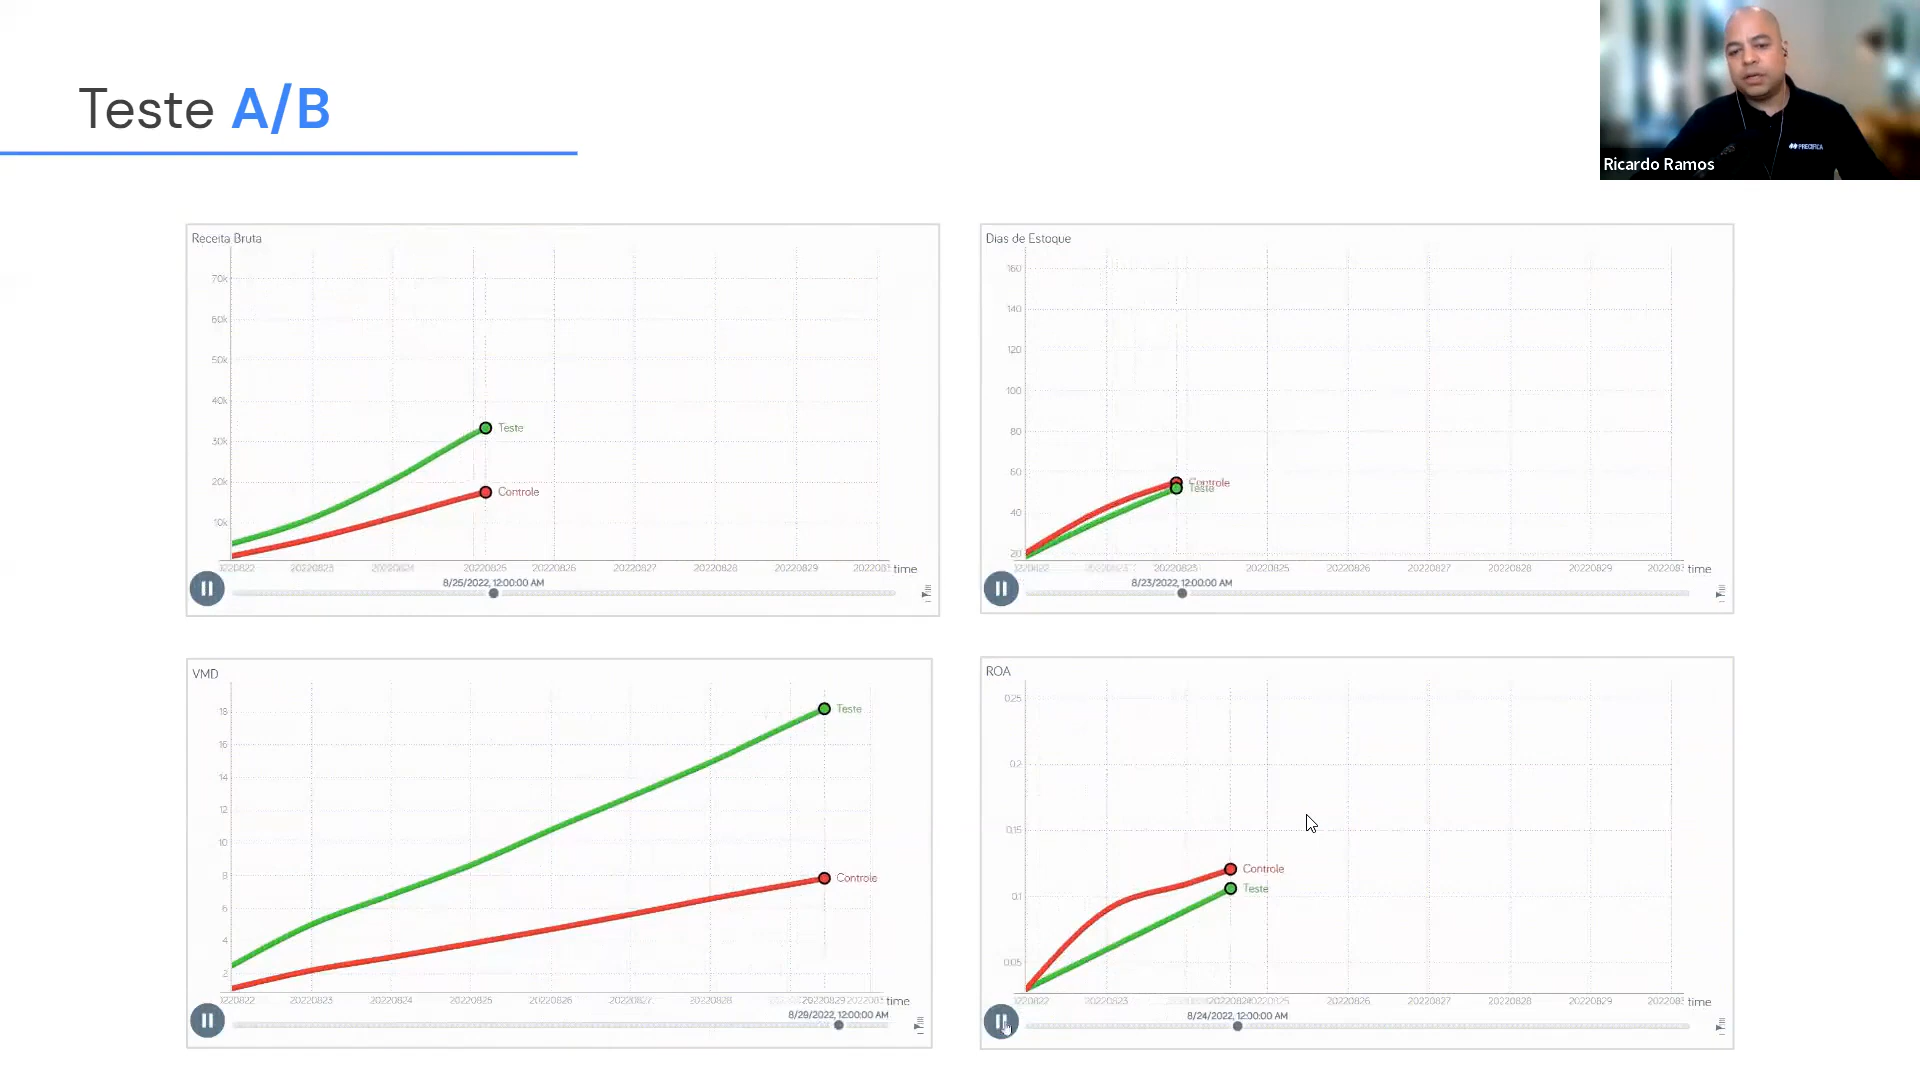 Teste A/B
PRECIFICA
Ricardo Ramos
Receita Bruta
70k
60k
50k
40k
30k
20k
10k
Teste
Controle
20220823
20220824
20220825
20220826
20220827
20220828
20220829
time
8/25/2022, 12:00:00 AM
Dias de Estoque
160
140
120
100
80
60
40
20
Controle
Teste
20220825
20220826
20220827
20220828
20220829
time
8/23/2022, 12:00:00 AM
VMD
18
16
14
12
10
8
6
4
2
Teste
Controle
20220823
20220824
20220825
20220826
20220827
20220828
20220829
time
8/29/2022, 12:00:00 AM
ROA
0.25
0.2
0.15
0.1
0.05
Controle
Teste
20220823
20220826
20220827
20220828
20220829
time
8/24/2022, 12:00:00 AM